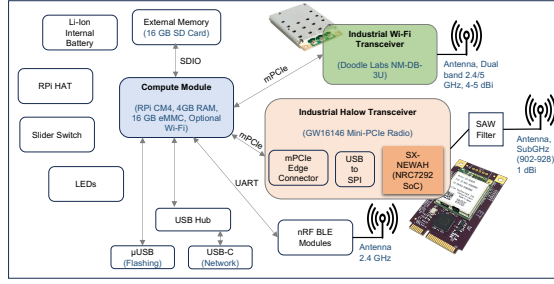 Li-Ion
Internal
Battery
External Memory
(16 GB SD Card)
SDIO
RPi HAT
Slider Switch
LEDs
Compute Module
(RPi CM4, 4GB RAM,
16 GB eMMC, Optional
Wi-Fi)
mPCIe
mPCIe
UART
Industrial Wi-Fi
Transceiver
(Doodle Labs NM-DB-
3U)
Antenna, Dual
band 2.4/5
GHz, 4-5 dBi
Industrial Halow Transceiver
(GW16146 Mini-PCIe Radio)
mPCIe
Edge
Connector
USB
to
SPI
SX-
NEWAH
(NRC7292
SoC)
SAW
Filter
Antenna,
SubGHz
(902-928)
1 dBi
USB Hub
µUSB
(Flashing)
USB-C
(Network)
nRF BLE
Modules
Antenna
2.4 GHz